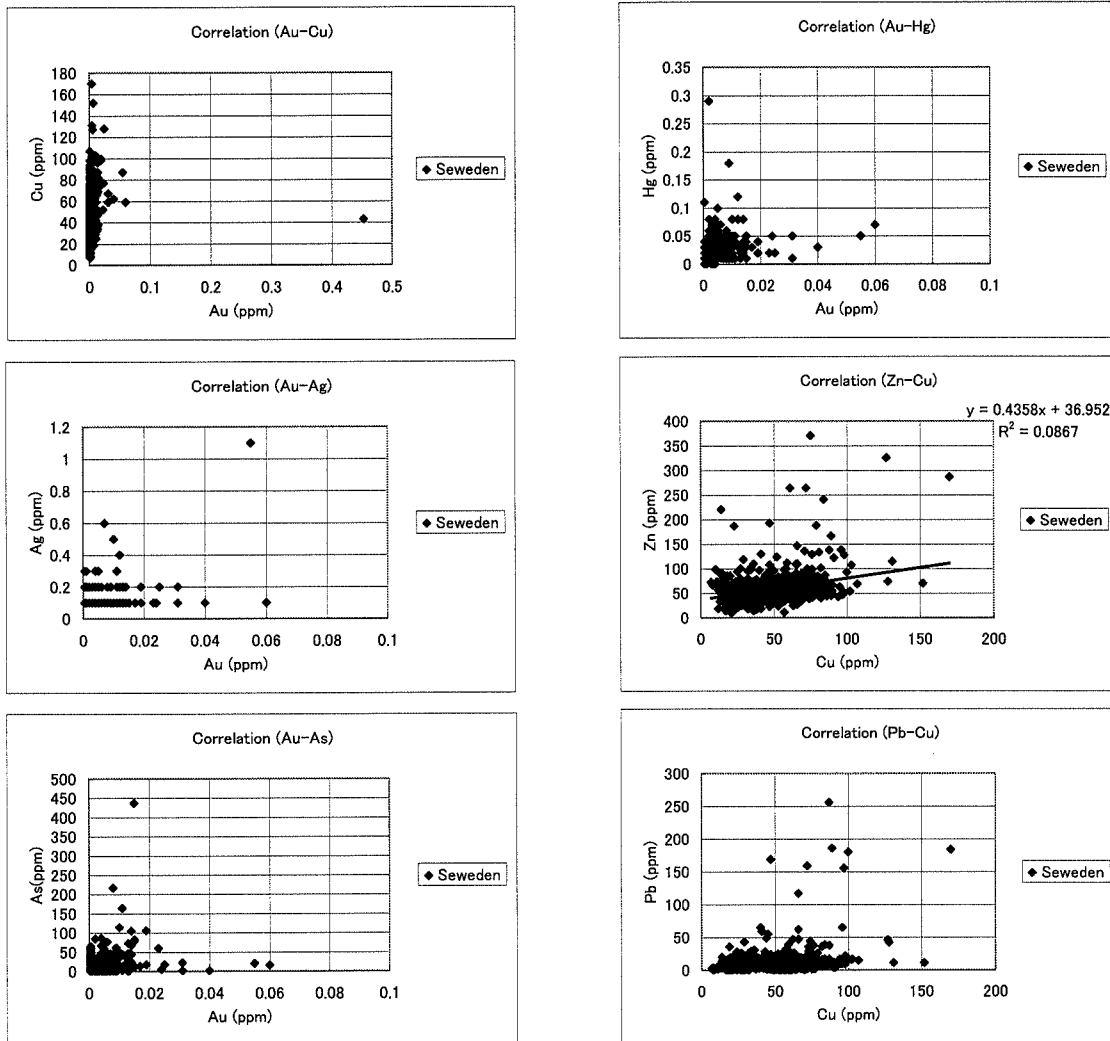 Correlation (Au-Cu)
Cu (ppm)
180
160
140
120
100
80
60
40
20
0
0 0.1 0.2 0.3 0.4 0.5
Au (ppm)
Seweden
Correlation (Au-Hg)
Hg (ppm)
0.35
0.3
0.25
0.2
0.15
0.1
0.05
0
0 0.02 0.04 0.06 0.08 0.1
Au (ppm)
Seweden
Correlation (Au-Ag)
Ag (ppm)
1.2
1
0.8
0.6
0.4
0.2
0
0 0.02 0.04 0.06 0.08 0.1
Au (ppm)
Seweden
Correlation (Zn-Cu)
y = 0.4358x + 36.952
R² = 0.0867
Zn (ppm)
400
350
300
250
200
150
100
50
0
0 50 100 150 200
Cu (ppm)
Seweden
Correlation (Au-As)
As(ppm)
500
450
400
350
300
250
200
150
100
50
0
0 0.02 0.04 0.06 0.08 0.1
Au (ppm)
Seweden
Correlation (Pb-Cu)
Pb (ppm)
300
250
200
150
100
50
0
0 50 100 150 200
Cu (ppm)
Seweden